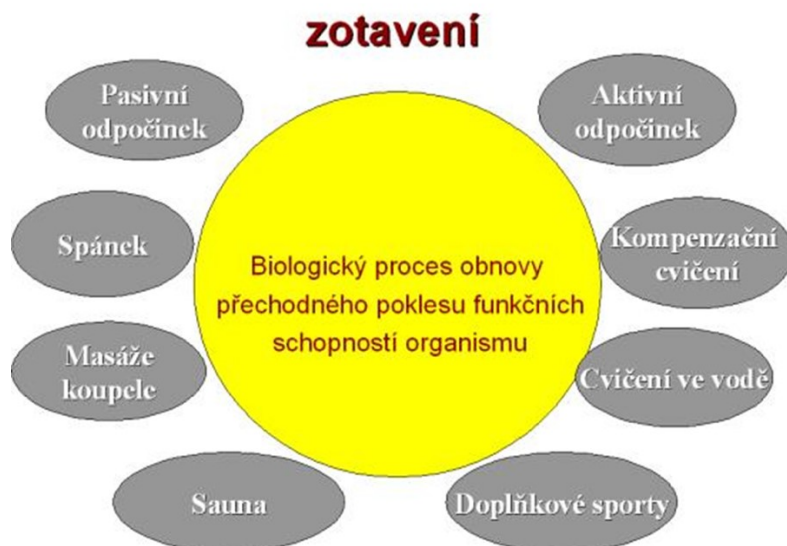 zotavení
Pasivní
odpočinek
Aktivní
odpočinek
Spánek
Kompenzační
cvičení
Biologický proces obnovy
přechodného poklesu funkčních
schopností organismu
Masáže
koupele
Cvičení ve vodě
Sauna
Doplňkové sporty